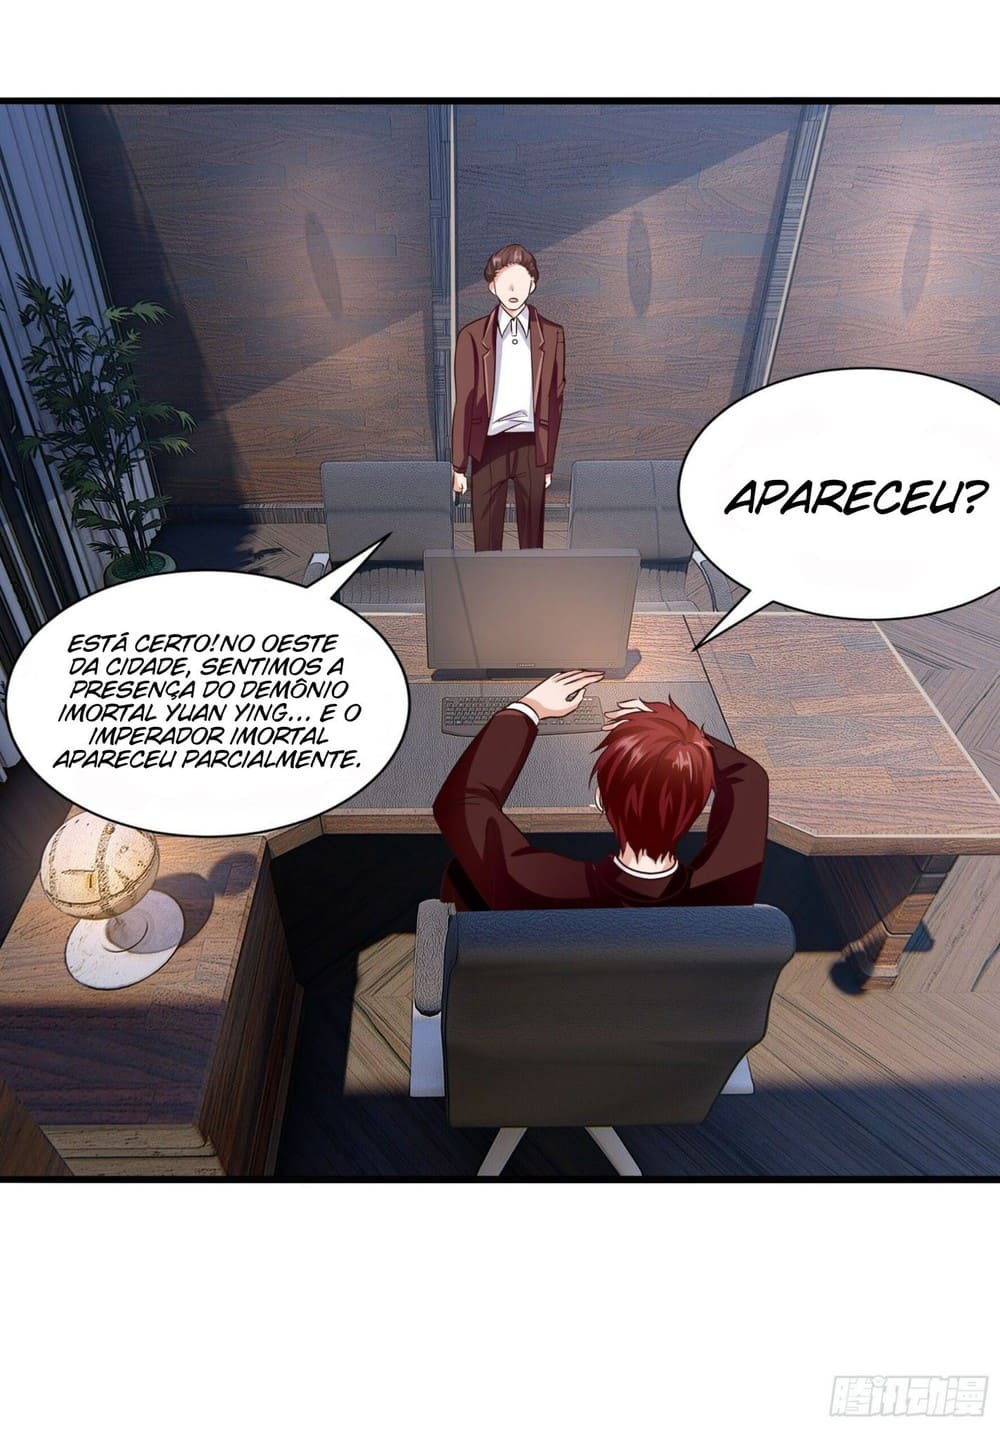 APARECEU?
ESTÁ CERTO! NO OESTE
DA CIDADE, SENTIMOS A
PRESENÇA DO DEMÔNIO
IMORTAL YUAN YING... E O
IMPERADOR IMORTAL
APARECEU PARCIALMENTE.
腾讯动漫